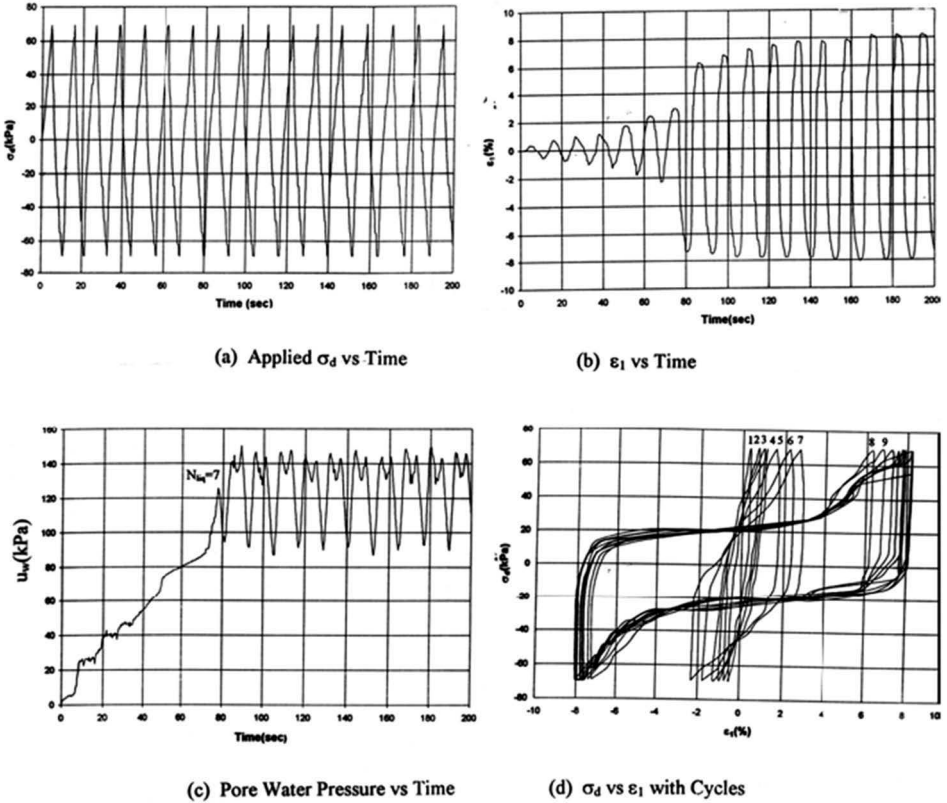 80
60
40
20
0
-20
-40
-60
-80
σd(kPa)
0 20 40 60 80 100 120 140 160 180 200
Time (sec)
(a) Applied σd vs Time
10
8
6
4
2
0
-2
-4
-6
-8
-10
ε1(%)
0 20 40 60 80 100 120 140 160 180 200
Time(sec)
(b) ε1 vs Time
160
140
120
100
80
60
40
20
0
uw(kPa)
Nliq=7
0 20 40 60 80 100 120 140 160 180 200
Time(sec)
(c) Pore Water Pressure vs Time
80
60
40
20
0
-20
-40
-60
80
σd(kPa)
123 45 6 7 8 9
-10 -8 -6 -4 -2 0 2 4 6 8 10
ε1(%)
(d) σd vs ε1 with Cycles